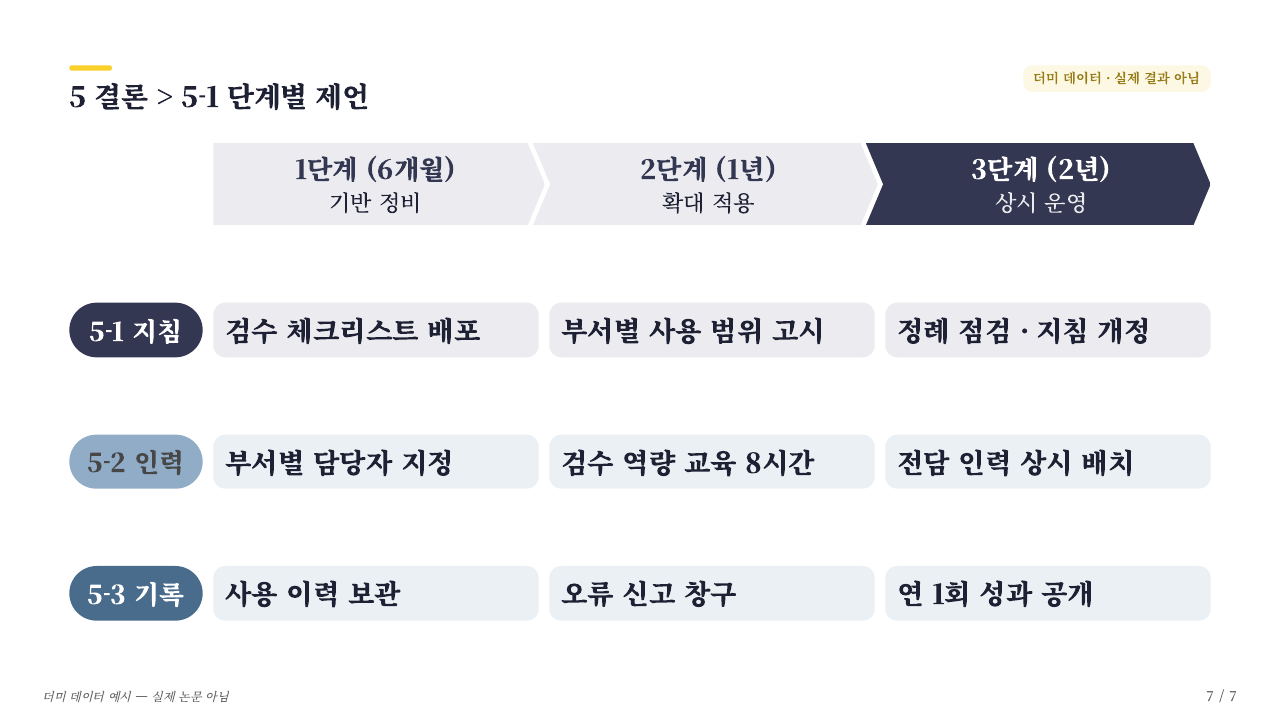 5 결론 > 5-1 단계별 제언
더미 데이터 · 실제 결과 아님
1단계 (6개월)
기반 정비
2단계 (1년)
확대 적용
3단계 (2년)
상시 운영
5-1 지침
검수 체크리스트 배포
부서별 사용 범위 고시
정례 점검 · 지침 개정
5-2 인력
부서별 담당자 지정
검수 역량 교육 8시간
전담 인력 상시 배치
5-3 기록
사용 이력 보관
오류 신고 창구
연 1회 성과 공개
더미 데이터 예시 — 실제 논문 아님
7 / 7